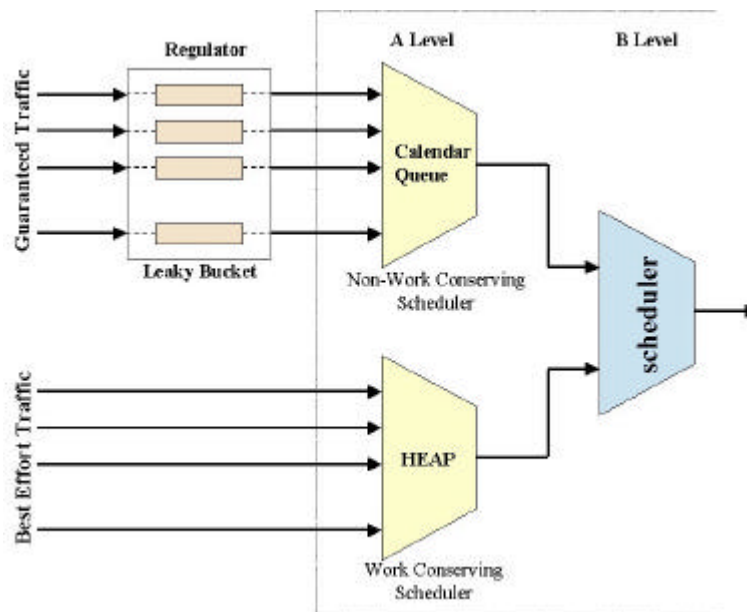 A Level
B Level
Regulator
Guaranteed Traffic
Calendar
Queue
Leaky Bucket
Non-Work Conserving
Scheduler
scheduler
Best Effort Traffic
HEAP
Work Conserving
Scheduler